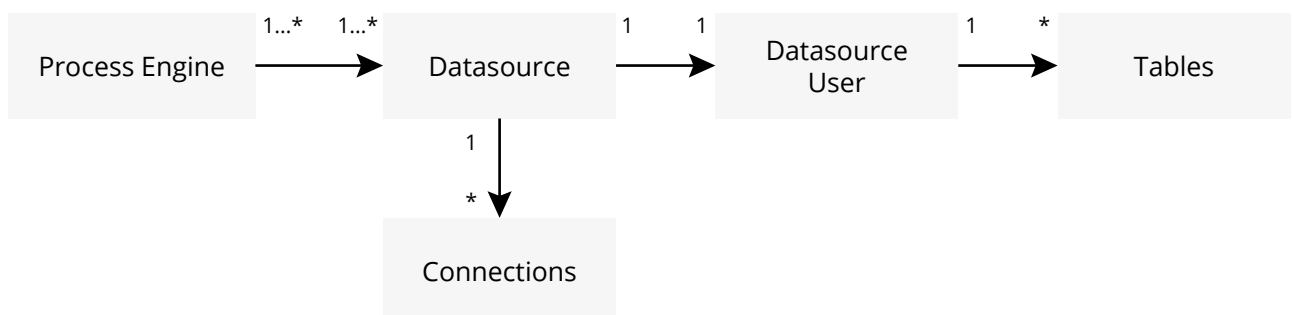 1...* 1...* 1 1 1 *
Process Engine
Datasource
Datasource
User
Tables
1
*
Connections